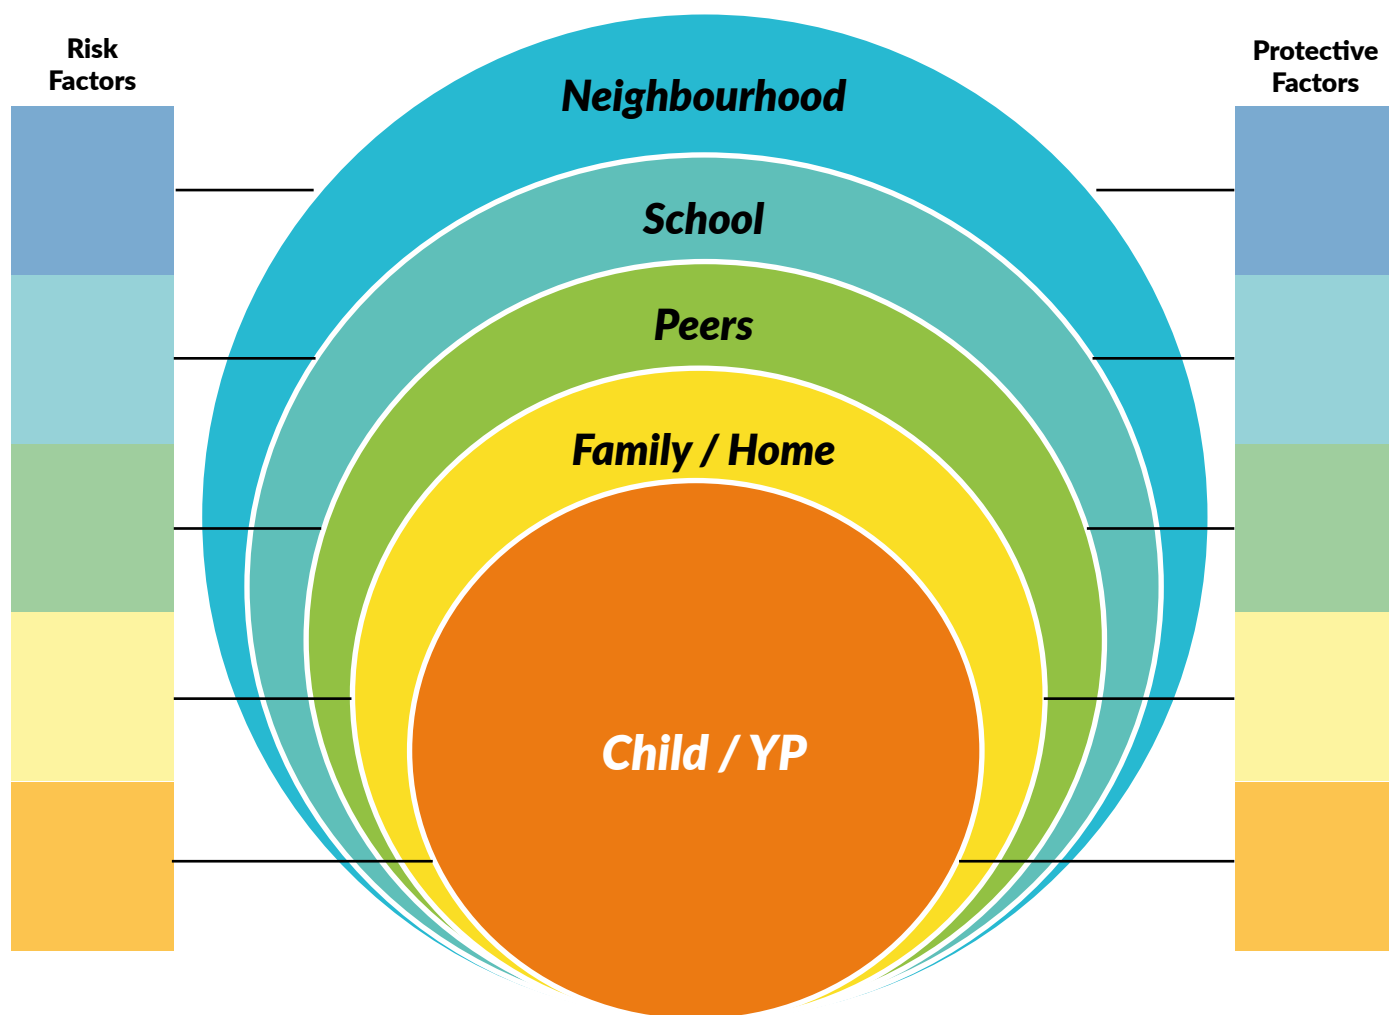 Risk
Factors
Protective
Factors
Neighbourhood
School
Peers
Family / Home
Child / YP